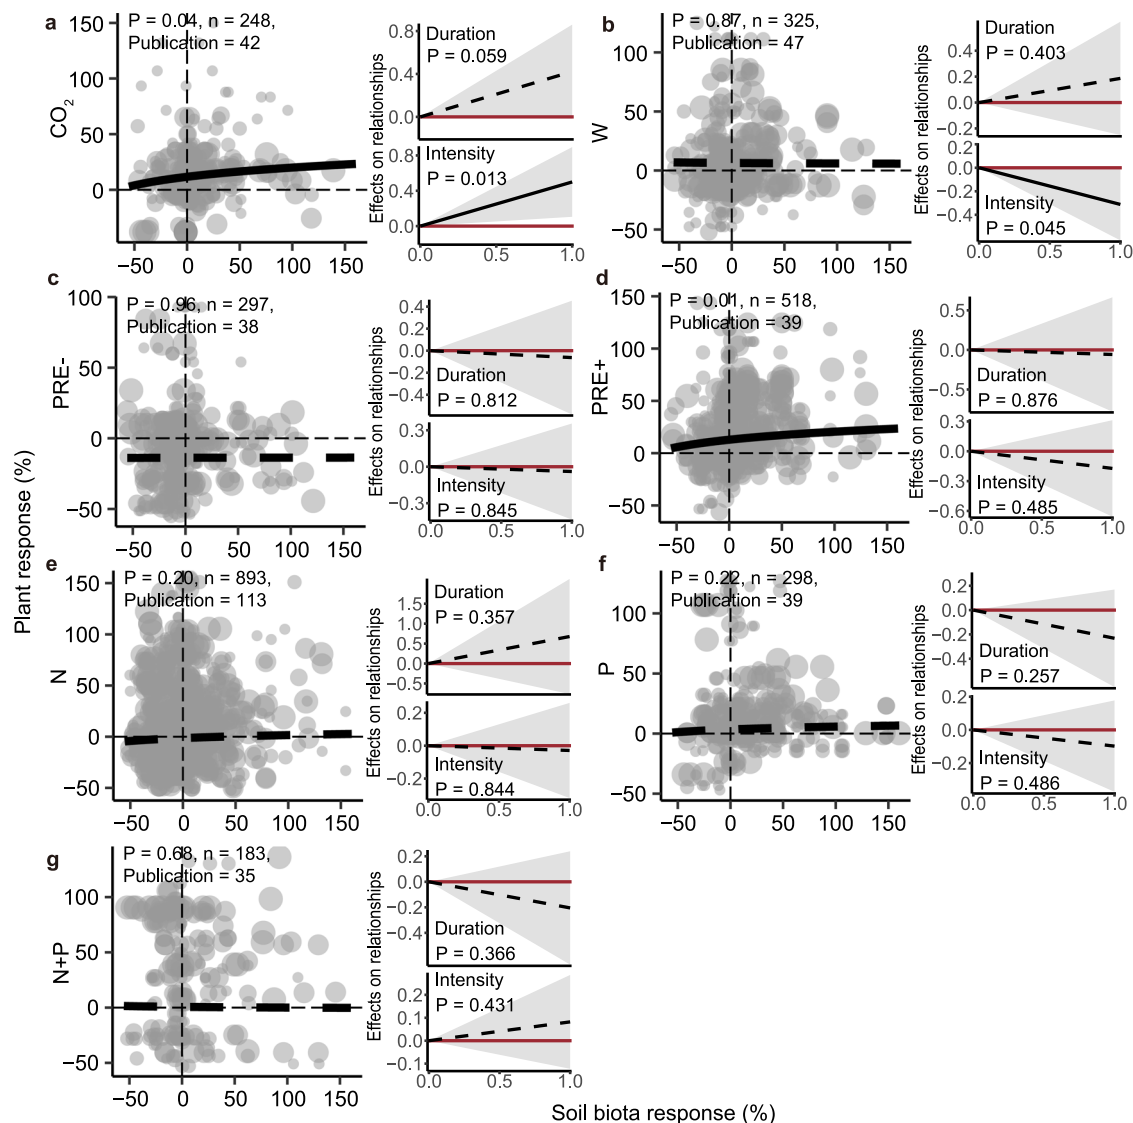 a
P = 0.04, n = 248,
Publication = 42
CO2
150
100
50
0
−50
0
50
100
150
Effects on relationships
0.8
0.4
0.0
Duration
P = 0.059
0.8
0.4
0.0
Intensity
P = 0.013
0.0
0.5
1.0
b
P = 0.87, n = 325,
Publication = 47
W
100
50
0
−50
−50
0
50
100
150
Effects on relationships
0.4
0.2
0.0
−0.2
Duration
P = 0.403
0.0
−0.2
−0.4
Intensity
P = 0.045
0.0
0.5
1.0
c
P = 0.96, n = 297,
Publication = 38
PRE-
100
50
0
−50
−50
0
50
100
150
Effects on relationships
0.4
0.2
0.0
−0.2
−0.4
Duration
P = 0.812
0.3
0.0
−0.3
Intensity
P = 0.845
0.0
0.5
1.0
d
P = 0.01, n = 518,
Publication = 39
PRE+
150
100
50
0
−50
−50
0
50
100
150
Effects on relationships
0.5
0.0
−0.5
Duration
P = 0.876
0.3
0.0
−0.3
−0.6
Intensity
P = 0.485
0.0
0.5
1.0
Plant response (%)
e
P = 0.20, n = 893,
Publication = 113
N
150
100
50
0
−50
−50
0
50
100
150
Effects on relationships
1.5
1.0
0.5
0.0
−0.5
Duration
P = 0.357
0.2
0.0
−0.2
Intensity
P = 0.844
0.0
0.5
1.0
f
P = 0.22, n = 298,
Publication = 39
P
100
50
0
−50
−50
0
50
100
150
Effects on relationships
0.2
0.0
−0.2
−0.4
Duration
P = 0.257
0.2
0.0
−0.2
Intensity
P = 0.486
0.0
0.5
1.0
g
P = 0.68, n = 183,
Publication = 35
N+P
100
50
0
−50
−50
0
50
100
150
Effects on relationships
0.2
0.0
−0.2
−0.4
Duration
P = 0.366
0.2
0.1
0.0
−0.1
Intensity
P = 0.431
0.0
0.5
1.0
Soil biota response (%)